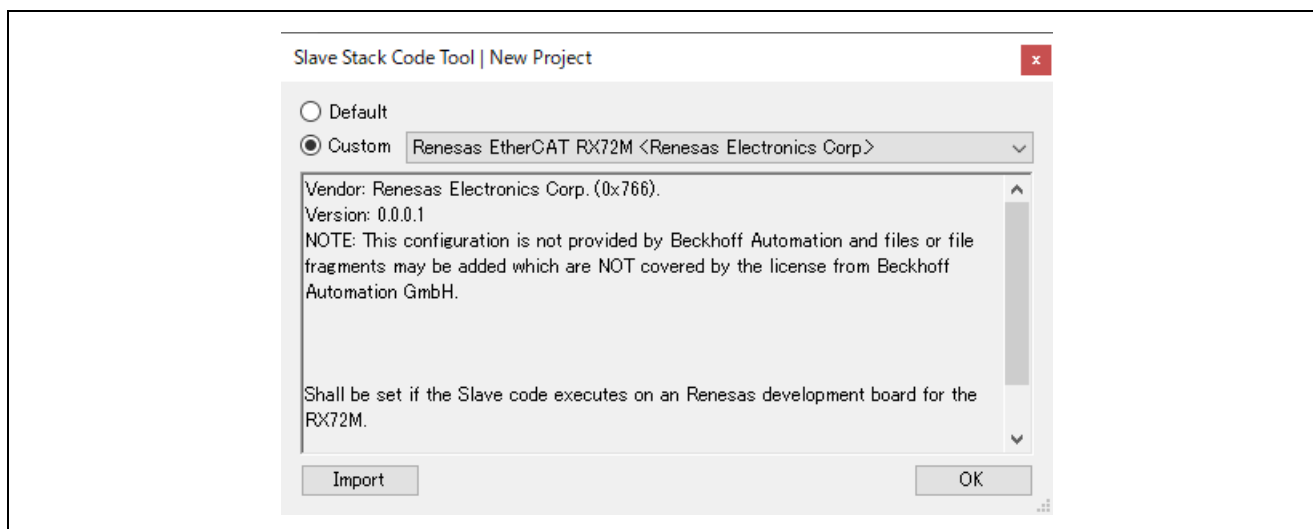 Slave Stack Code Tool | New Project
x
Default
Custom Renesas EtherCAT RX72M <Renesas Electronics Corp>
Vendor: Renesas Electronics Corp. (0x766).
Version: 0.0.0.1
NOTE: This configuration is not provided by Beckhoff Automation and files or file
fragments may be added which are NOT covered by the license from Beckhoff
Automation GmbH.
Shall be set if the Slave code executes on an Renesas development board for the
RX72M.
Import OK